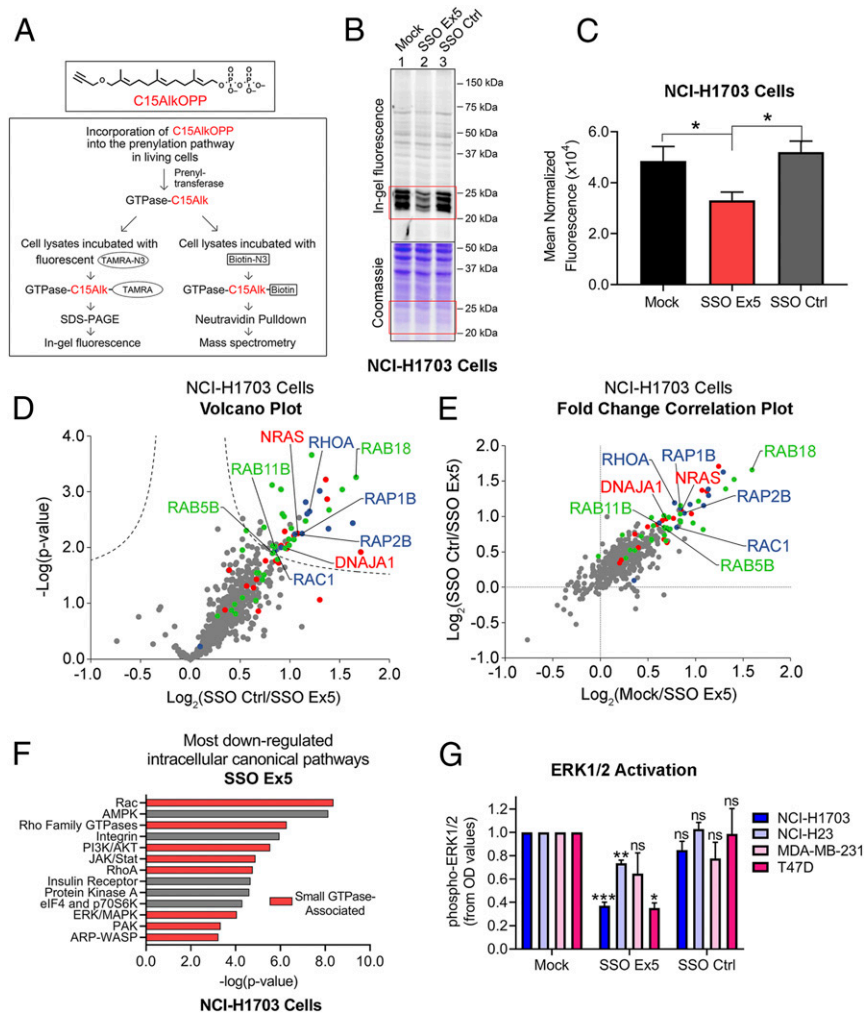 A
C15AlkOPP
Incorporation of C15AlkOPP
into the prenylation pathway
in living cells
Prenyl-
transferase
GTPase-C15Alk
Cell lysates incubated with
fluorescent TAMRA-N3
GTPase-C15Alk-TAMRA
SDS-PAGE
In-gel fluorescence
Cell lysates incubated with
Biotin-N3
GTPase-C15Alk-Biotin
Neutravidin Pulldown
Mass spectrometry
B
Mock
SSO Ex5
SSO Ctrl
1 2 3
In-gel fluorescence
150 kDa
75 kDa
50 kDa
37 kDa
25 kDa
20 kDa
Coomassie
50 kDa
37 kDa
25 kDa
20 kDa
NCI-H1703 Cells
C
NCI-H1703 Cells
Mean Normalized
Fluorescence (x10⁴)
6.0
4.0
2.0
0.0
* *
Mock SSO Ex5 SSO Ctrl
D
NCI-H1703 Cells
Volcano Plot
-Log(p-value)
4.0
3.0
2.0
1.0
0.0
NRAS
RHOA
RAB18
RAB11B
RAP1B
RAB5B
RAP2B
DNAJA1
RAC1
-1.0 -0.5 0.0 0.5 1.0 1.5 2.0
Log₂(SSO Ctrl/SSO Ex5)
E
NCI-H1703 Cells
Fold Change Correlation Plot
Log₂(SSO Ctrl/SSO Ex5)
2.0
1.5
1.0
0.5
0.0
-0.5
-1.0
RHOA
RAP1B
RAB18
DNAJA1
NRAS
RAP2B
RAB11B
RAC1
RAB5B
-1.0 -0.5 0.0 0.5 1.0 1.5 2.0
Log₂(Mock/SSO Ex5)
F
Most down-regulated
intracellular canonical pathways
SSO Ex5
Rac
AMPK
Rho Family GTPases
Integrin
PI3K/AKT
JAK/Stat
RhoA
Insulin Receptor
Protein Kinase A
eIF4 and p70S6K
ERK/MAPK
PAK
ARP-WASP
Small GTPase-
Associated
0.0 2.0 4.0 6.0 8.0 10.0
-log(p-value)
NCI-H1703 Cells
G
ERK1/2 Activation
phospho-ERK1/2
(from OD values)
1.2
1.0
0.8
0.6
0.4
0.2
0.0
*** ** ns *
ns ns ns ns
Mock SSO Ex5 SSO Ctrl
NCI-H1703
NCI-H23
MDA-MB-231
T47D